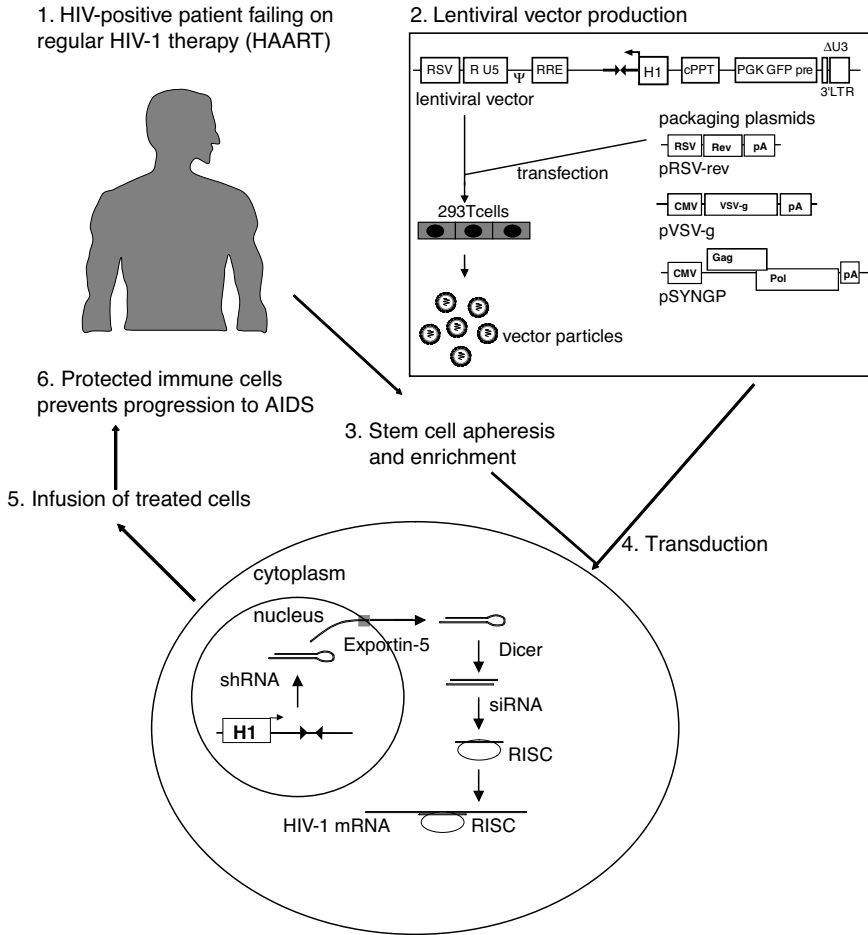 1. HIV-positive patient failing on
regular HIV-1 therapy (HAART)
2. Lentiviral vector production
RSV R U5 Ψ RRE H1 cPPT PGK GFP pre ΔU3
3'LTR
lentiviral vector
packaging plasmids
RSV Rev pA
pRSV-rev
transfection
CMV VSV-g pA
pVSV-g
293Tcells
Gag
CMV Pol pA
pSYNGP
vector particles
6. Protected immune cells
prevents progression to AIDS
3. Stem cell apheresis
and enrichment
5. Infusion of treated cells
4. Transduction
cytoplasm
nucleus
Exportin-5
Dicer
shRNA
siRNA
H1
RISC
HIV-1 mRNA RISC